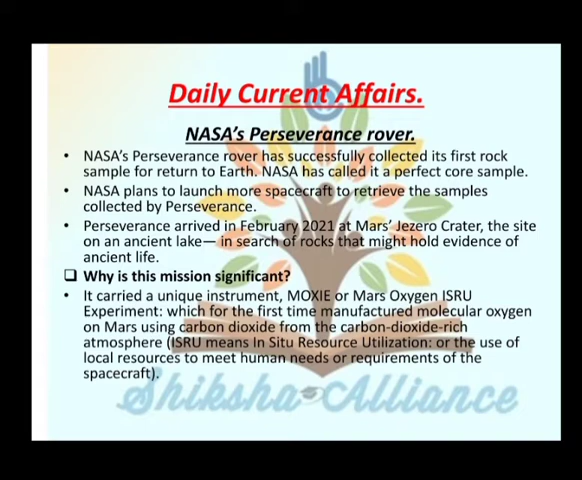 Daily Current Affairs.
NASA's Perseverance rover.
• NASA's Perseverance rover has successfully collected its first rock
sample for return to Earth. NASA has called it a perfect core sample.
• NASA plans to launch more spacecraft to retrieve the samples
collected by Perseverance.
• Perseverance arrived in February 2021 at Mars' Jezero Crater, the site
on an ancient lake— in search of rocks that might hold evidence of
ancient life.
❑ Why is this mission significant?
• It carried a unique instrument, MOXIE or Mars Oxygen ISRU
Experiment: which for the first time manufactured molecular oxygen
on Mars using carbon dioxide from the carbon-dioxide-rich
atmosphere (ISRU means In Situ Resource Utilization: or the use of
local resources to meet human needs or requirements of the
spacecraft).
Shiksha Alliance